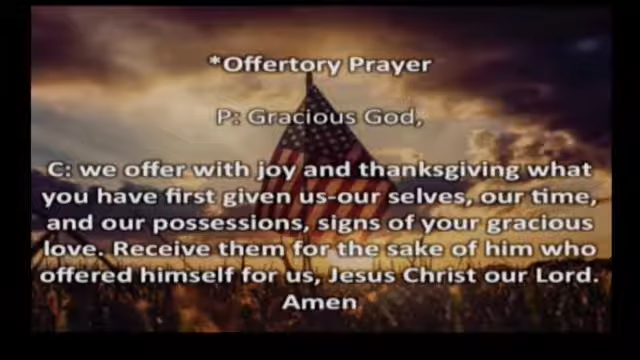 *Offertory Prayer
P: Gracious God,
C: we offer with joy and thanksgiving what
you have first given us-our selves, our time,
and our possessions, signs of your gracious
love. Receive them for the sake of him who
offered himself for us, Jesus Christ our Lord.
Amen